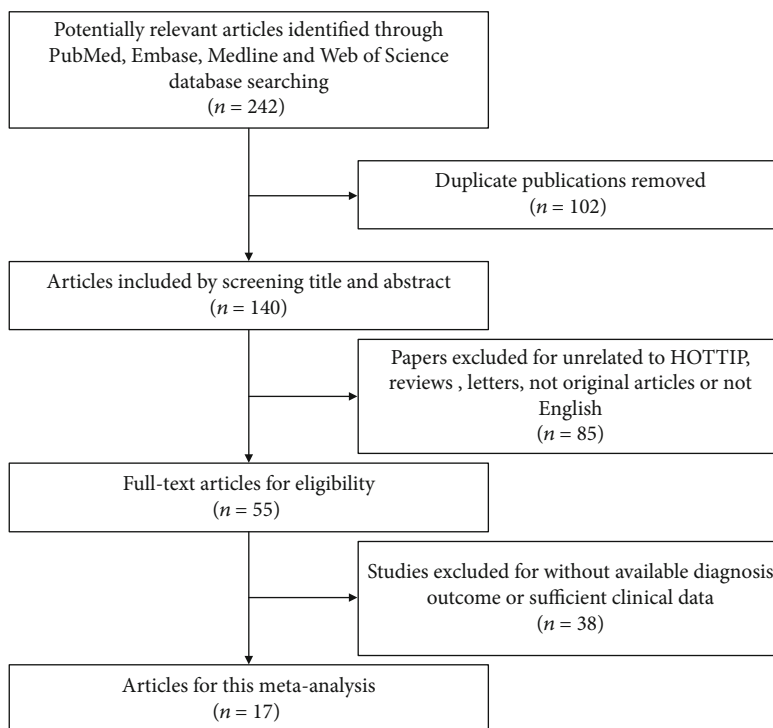 Potentially relevant articles identified through
PubMed, Embase, Medline and Web of Science
database searching
(n = 242)
Duplicate publications removed
(n = 102)
Articles included by screening title and abstract
(n = 140)
Papers excluded for unrelated to HOTTIP,
reviews , letters, not original articles or not
English
(n = 85)
Full-text articles for eligibility
(n = 55)
Studies excluded for without available diagnosis
outcome or sufficient clinical data
(n = 38)
Articles for this meta-analysis
(n = 17)